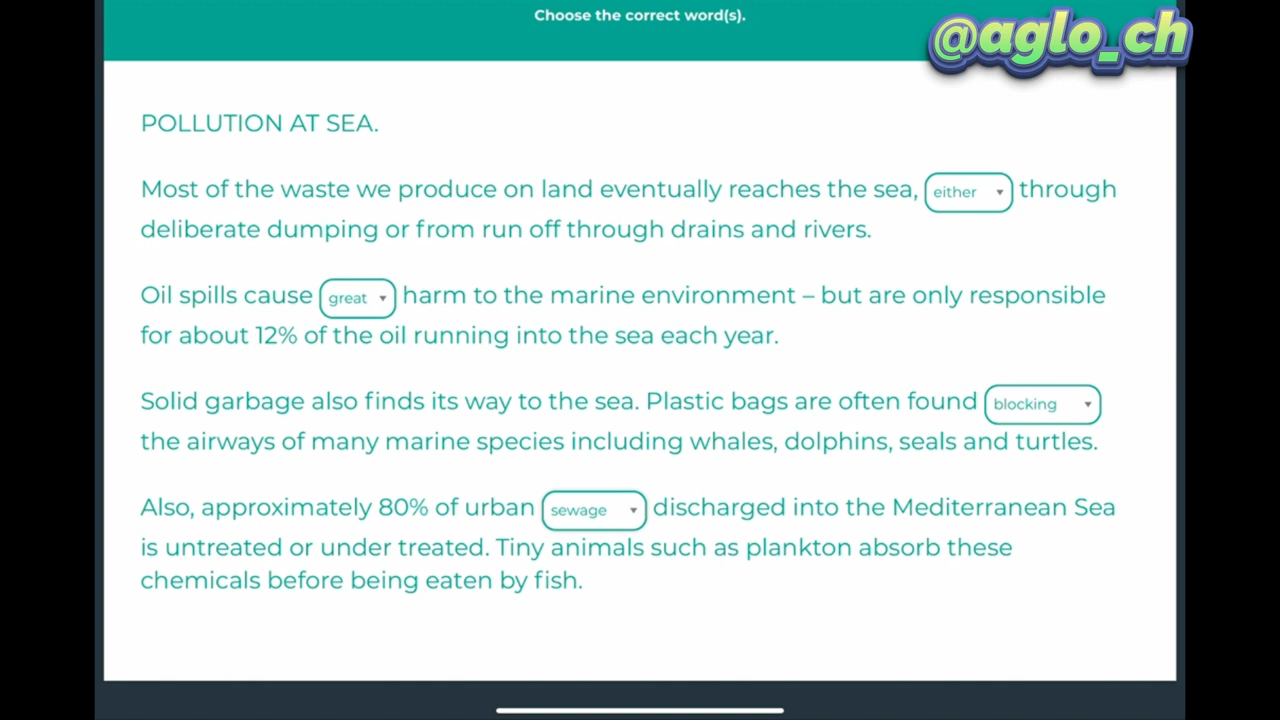 Choose the correct word(s).
@aglo_ch
POLLUTION AT SEA.
Most of the waste we produce on land eventually reaches the sea, either through
deliberate dumping or from run off through drains and rivers.
Oil spills cause great harm to the marine environment – but are only responsible
for about 12% of the oil running into the sea each year.
Solid garbage also finds its way to the sea. Plastic bags are often found blocking
the airways of many marine species including whales, dolphins, seals and turtles.
Also, approximately 80% of urban sewage discharged into the Mediterranean Sea
is untreated or under treated. Tiny animals such as plankton absorb these
chemicals before being eaten by fish.